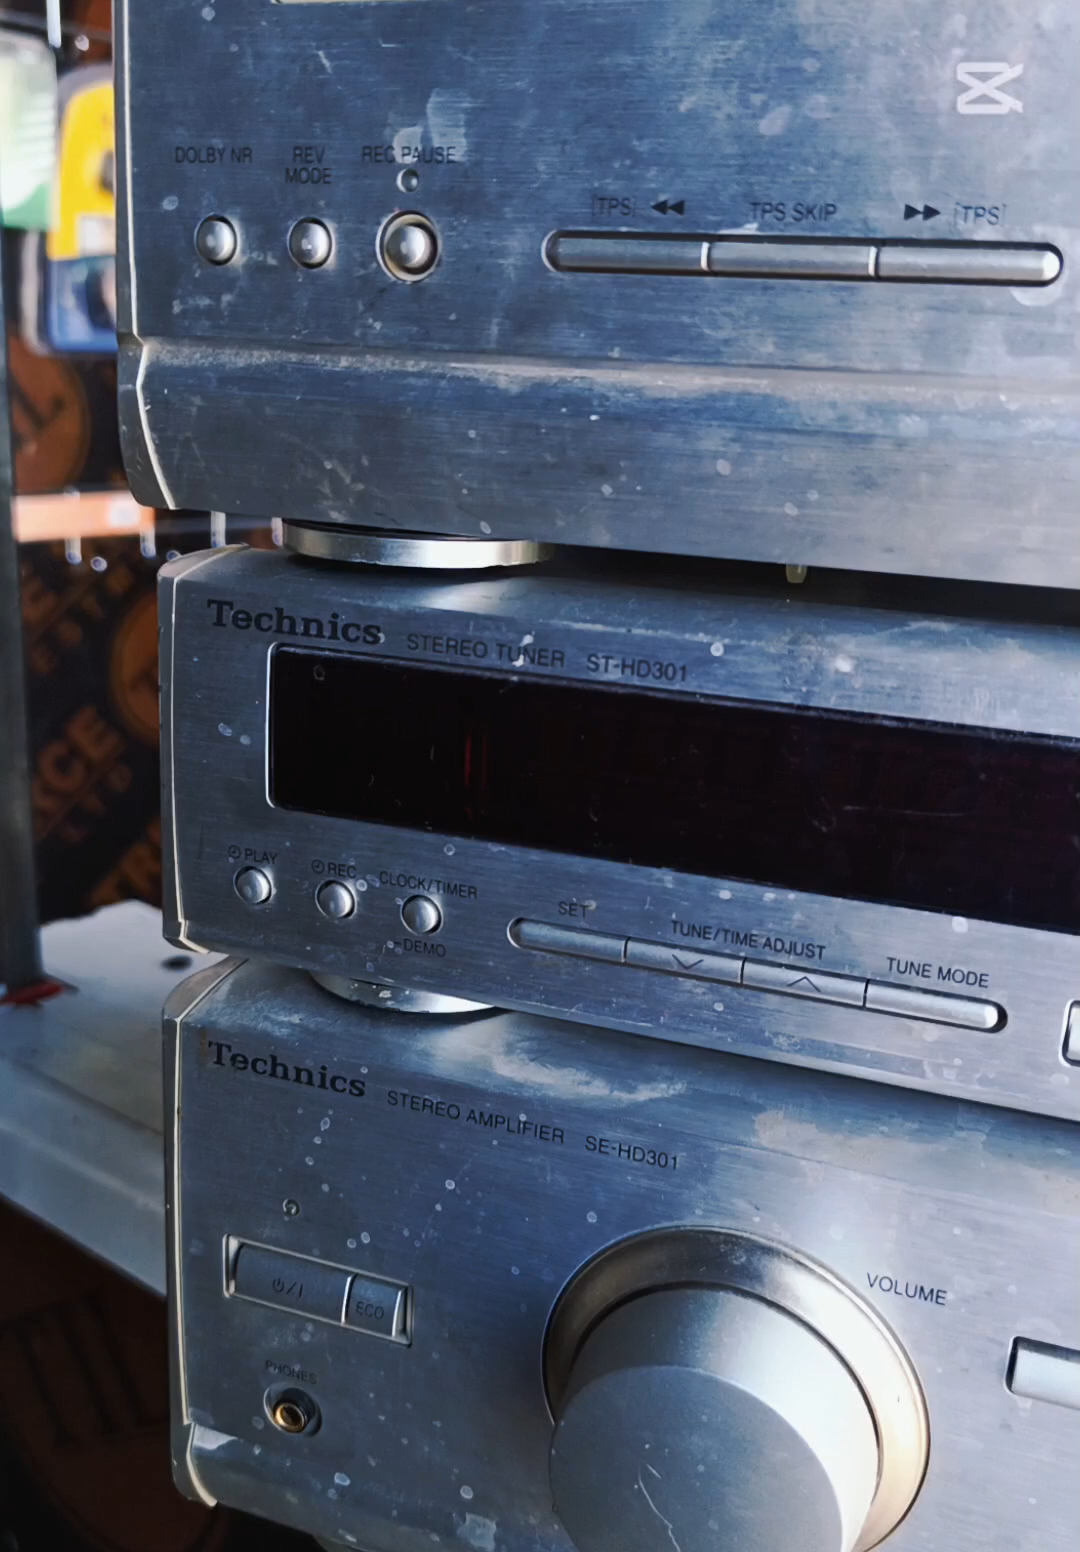 DOLBY NR
REV
MODE
REC PAUSE
[TPS] ◀◀
TPS SKIP
▶▶ [TPS]
Technics STEREO TUNER ST-HD301
PLAY
REC
CLOCK/TIMER
–DEMO
SET
TUNE/TIME ADJUST
TUNE MODE
Technics STEREO AMPLIFIER SE-HD301
⏻/I
ECO
VOLUME
PHONES